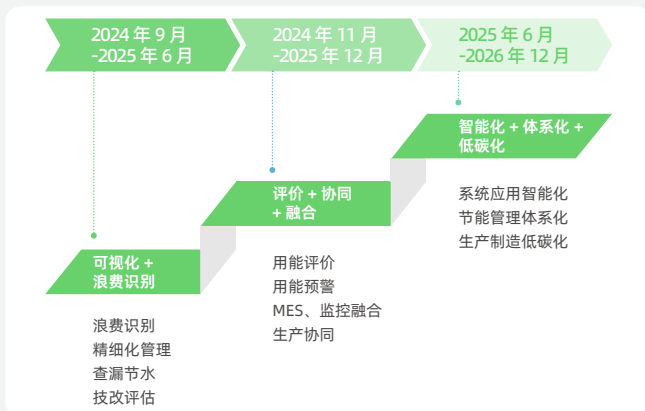 2024 年 9 月
-2025 年 6 月
2024 年 11 月
-2025 年 12 月
2025 年 6 月
-2026 年 12 月
可视化 +
浪费识别
浪费识别
精细化管理
查漏节水
技改评估
评价 + 协同
+ 融合
用能评价
用能预警
MES、监控融合
生产协同
智能化 + 体系化 +
低碳化
系统应用智能化
节能管理体系化
生产制造低碳化